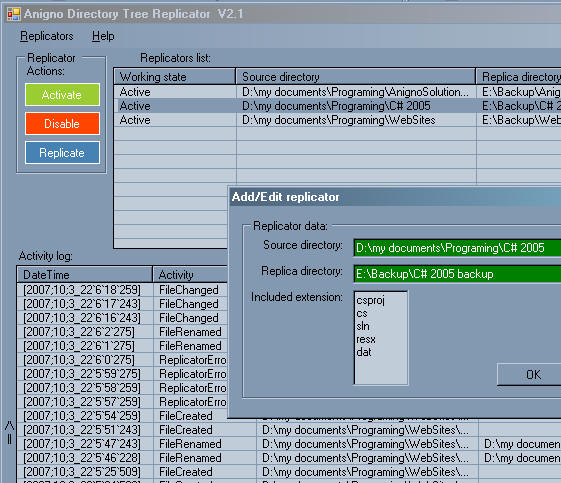 Anigno Directory Tree Replicator V2.1
Replicators Help
Replicator Actions:
Activate
Disable
Replicate
Replicators list:
Working state Source directory Replica directory
Active D:\my documents\Programing\AnignoSolution... E:\Backup\Anig
Active D:\my documents\Programing\C# 2005 E:\Backup\C# 2
Active D:\my documents\Programing\WebSites E:\Backup\Web
Add/Edit replicator
Replicator data:
Source directory: D:\my documents\Programing\C# 2005
Replica directory: E:\Backup\C# 2005 backup
Included extension:
csproj
cs
sln
resx
dat
OK
Activity log:
DateTime Activity
[2007;10;3_22'6'18'259] FileChanged
[2007;10;3_22'6'16'243] FileChanged
[2007;10;3_22'6'16'243] FileChanged
[2007;10;3_22'6'2'275] FileRenamed
[2007;10;3_22'6'1'275] FileRenamed
[2007;10;3_22'6'0'275] ReplicatorErro
[2007;10;3_22'5'59'275] ReplicatorErro
[2007;10;3_22'5'58'259] ReplicatorErro
[2007;10;3_22'5'57'259] ReplicatorErro
[2007;10;3_22'5'54'259] FileCreated D:\my documents\Programing\WebSites\...
[2007;10;3_22'5'51'243] FileCreated D:\my documents\Programing\WebSites\...
[2007;10;3_22'5'47'243] FileRenamed D:\my documents\Programing\WebSites\... D:\my documen
[2007;10;3_22'5'46'228] FileRenamed D:\my documents\Programing\WebSites\... D:\my documen
[2007;10;3_22'5'25'509] FileCreated D:\my documents\Programing\WebSites\...